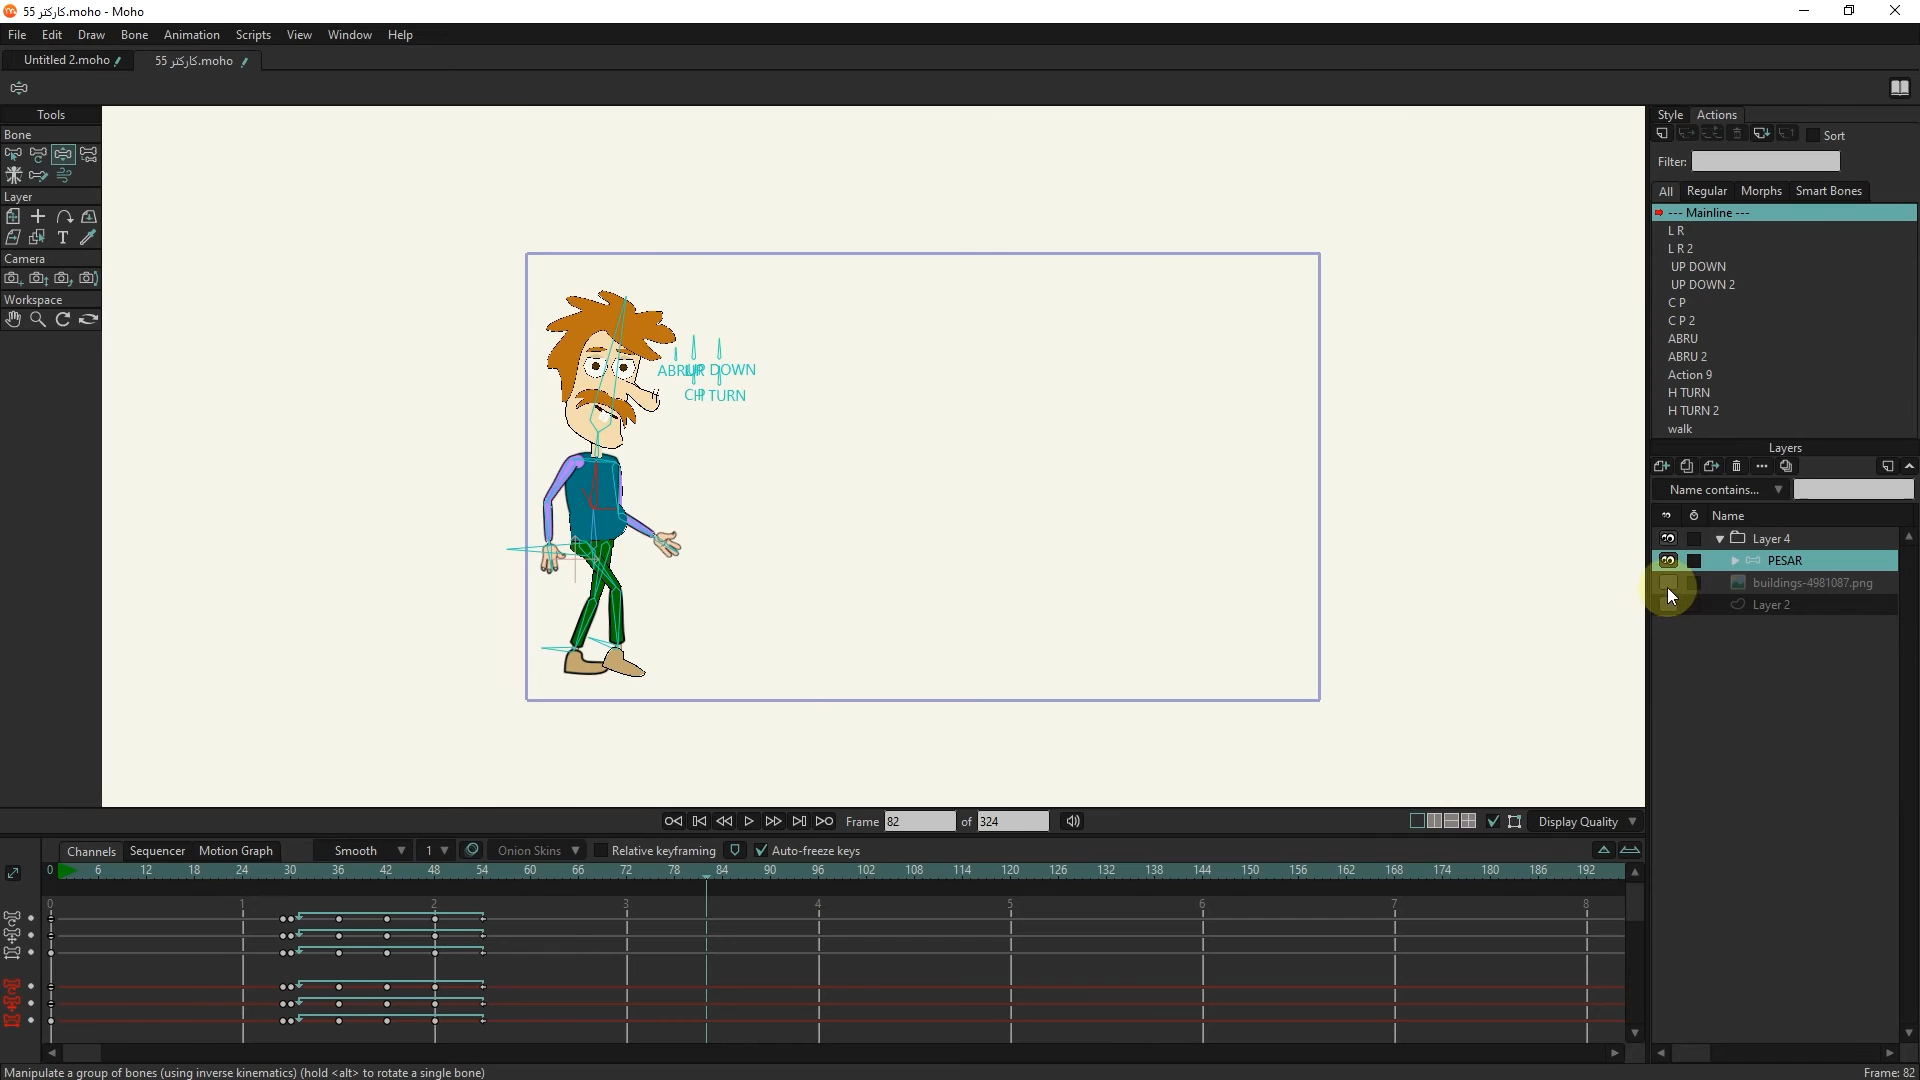 55 کارکتر.moho - Moho
File Edit Draw Bone Animation Scripts View Window Help
Untitled 2.moho 55 کارکتر.moho
Tools
Bone
Layer
Camera
Workspace
ABRU UP DOWN
H TURN
Style Actions
Sort
Filter:
All Regular Morphs Smart Bones
--- Mainline ---
L R
L R 2
UP DOWN
UP DOWN 2
C P
C P 2
ABRU
ABRU 2
Action 9
H TURN
H TURN 2
walk
Layers
Name contains...
Name
Layer 4
PESAR
buildings-4981087.png
Layer 2
Frame 82 of 324 Display Quality
Channels Sequencer Motion Graph Smooth 1 Onion Skins Relative keyframing Auto-freeze keys
0 6 12 18 24 30 36 42 48 54 60 66 72 78 84 90 96 102 108 114 120 126 132 138 144 150 156 162 168 174 180 186 192
0 1 2 3 4 5 6 7 8
Manipulate a group of bones (using inverse kinematics) (hold <alt> to rotate a single bone) Frame: 82